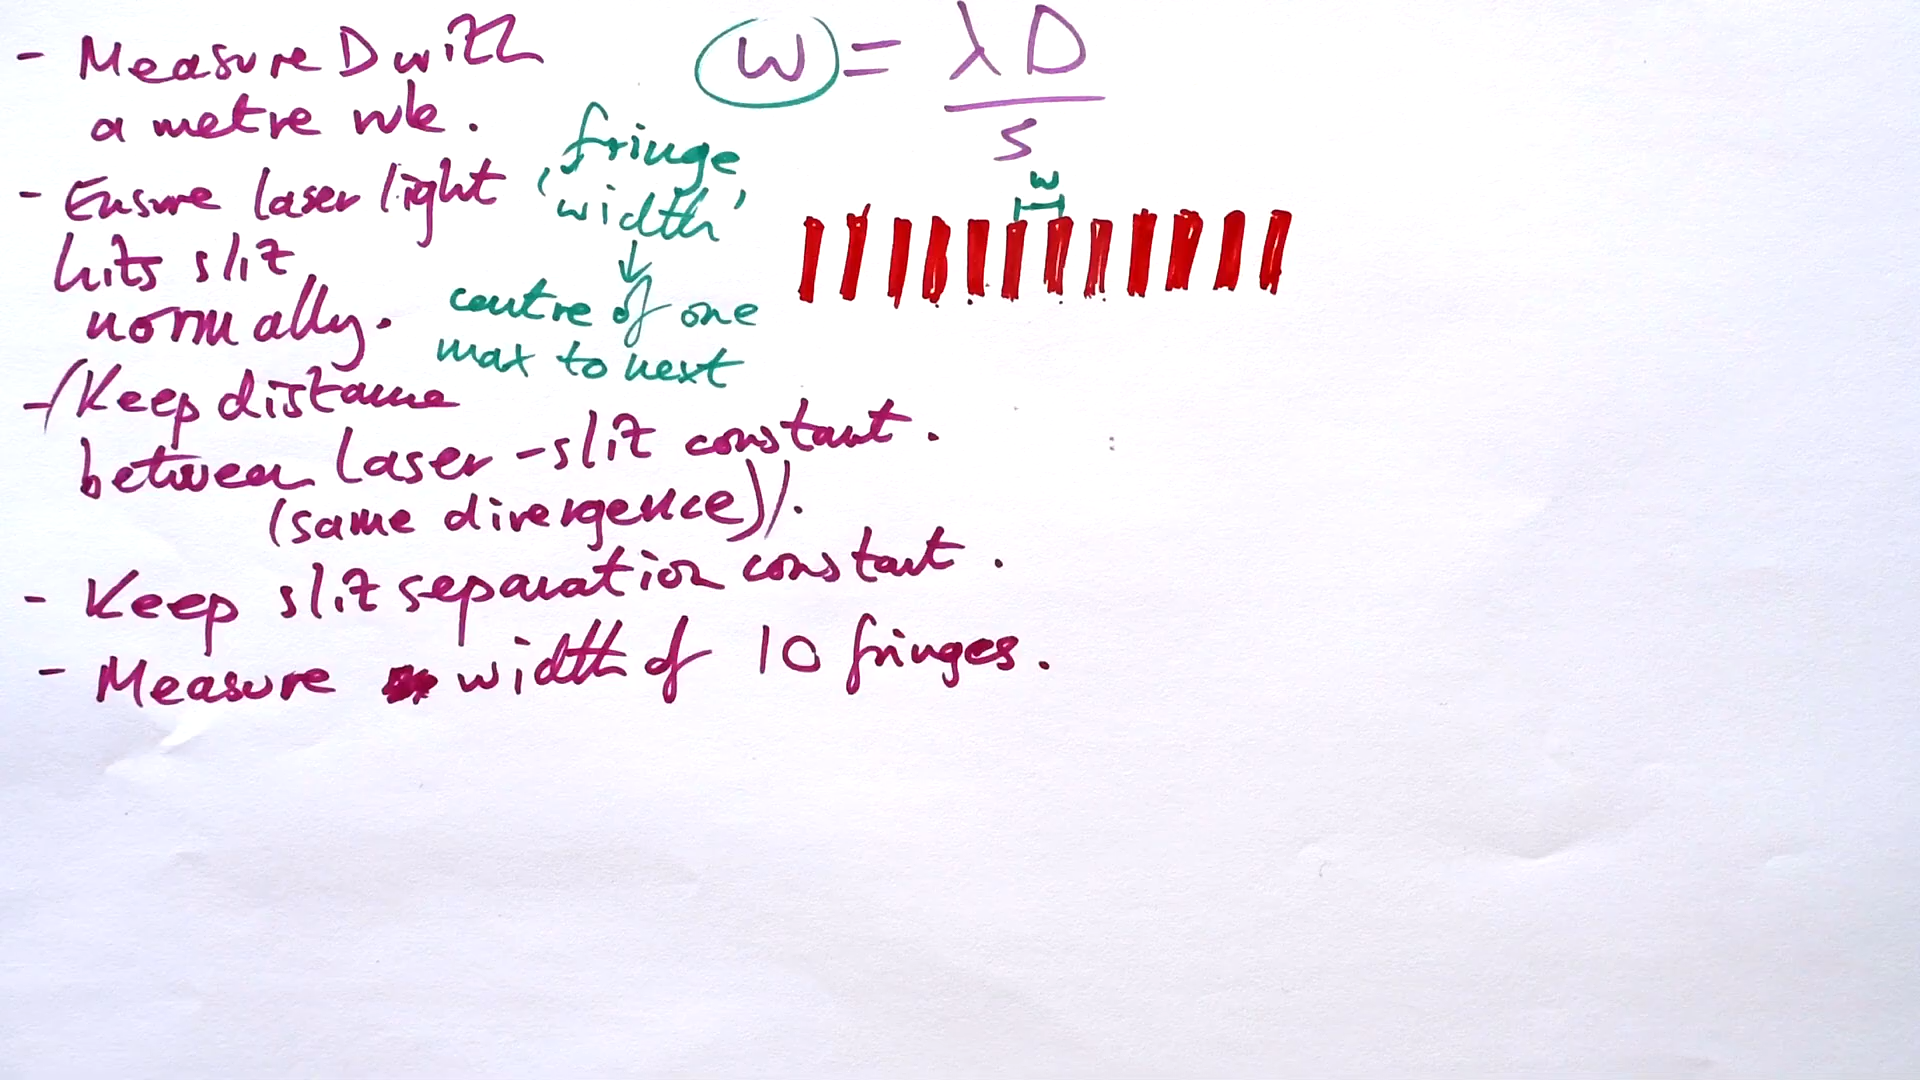 - Measure D with
a metre rule.
- Ensure laser light
hits slit
normally.
-(Keep distance
between laser-slit constant.
(same divergence)).
- Keep slit separation constant.
- Measure width of 10 fringes.
w = λD
s
fringe
'width'
↓
centre of one
max to next
w